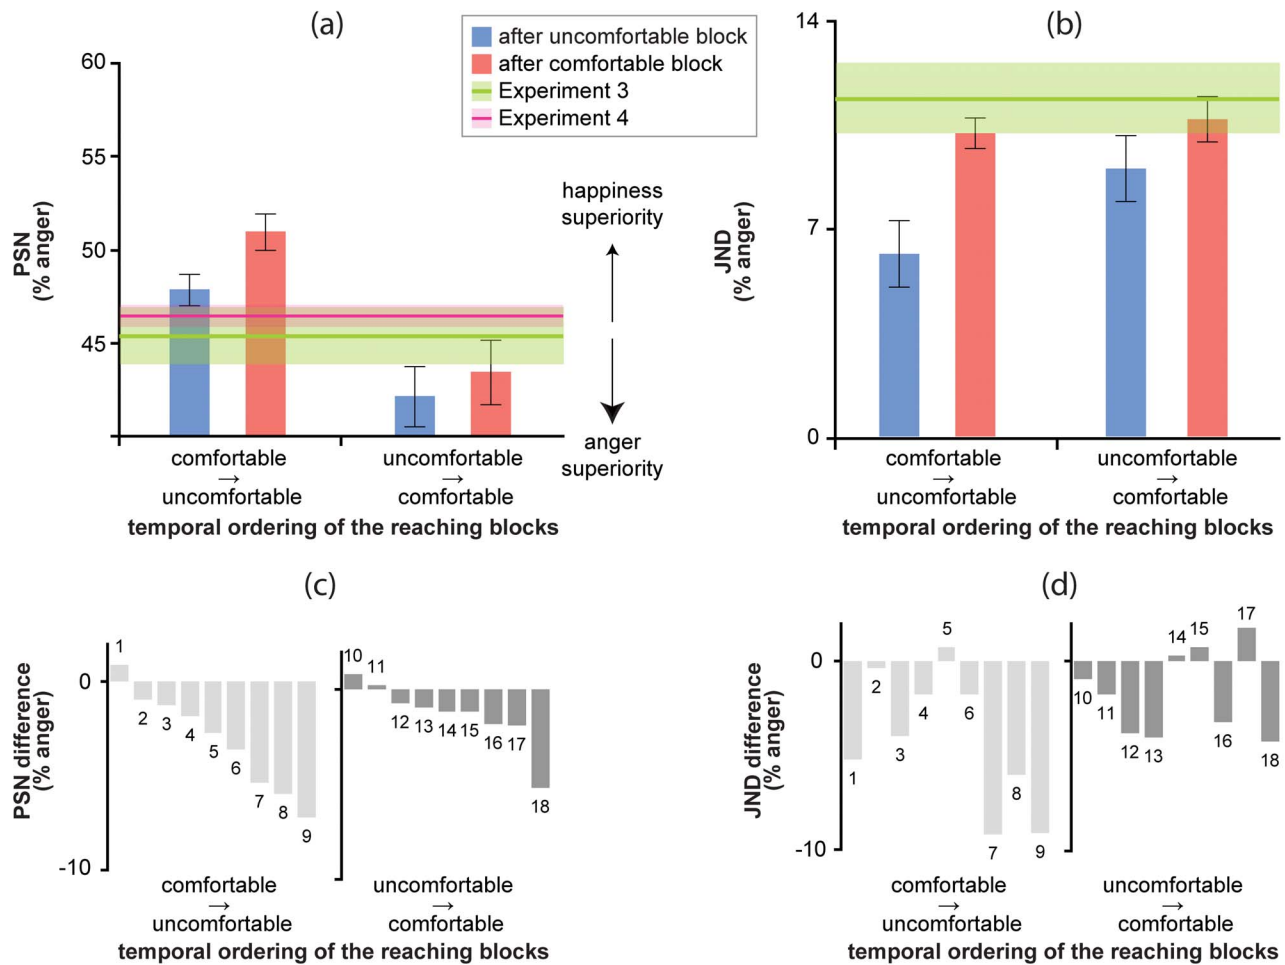 (a)
after uncomfortable block
after comfortable block
Experiment 3
Experiment 4
60
55
50
45
PSN
(% anger)
happiness
superiority
anger
superiority
comfortable
→
uncomfortable
uncomfortable
→
comfortable
temporal ordering of the reaching blocks
(b)
14
7
0
JND
(% anger)
comfortable
→
uncomfortable
uncomfortable
→
comfortable
temporal ordering of the reaching blocks
(c)
PSN difference
(% anger)
0
-10
1
2
3
4
5
6
7
8
9
10
11
12
13
14
15
16
17
18
comfortable
→
uncomfortable
uncomfortable
→
comfortable
temporal ordering of the reaching blocks
(d)
JND difference
(% anger)
0
-10
1
2
3
4
5
6
7
8
9
10
11
12
13
14
15
16
17
18
comfortable
→
uncomfortable
uncomfortable
→
comfortable
temporal ordering of the reaching blocks